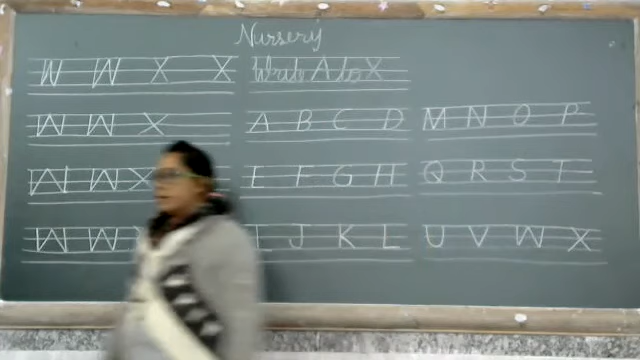 Nursery
W W X X
W W X
W W X
W W
Write A to X
A B C D
E F G H
I J K L
M N O P
Q R S T
U V W X